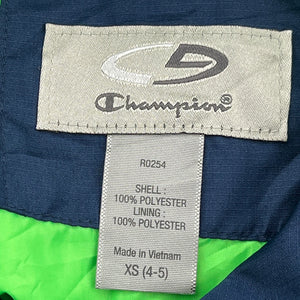 Champion®
R0254
SHELL :
100% POLYESTER
LINING :
100% POLYESTER
Made in Vietnam
XS (4-5)